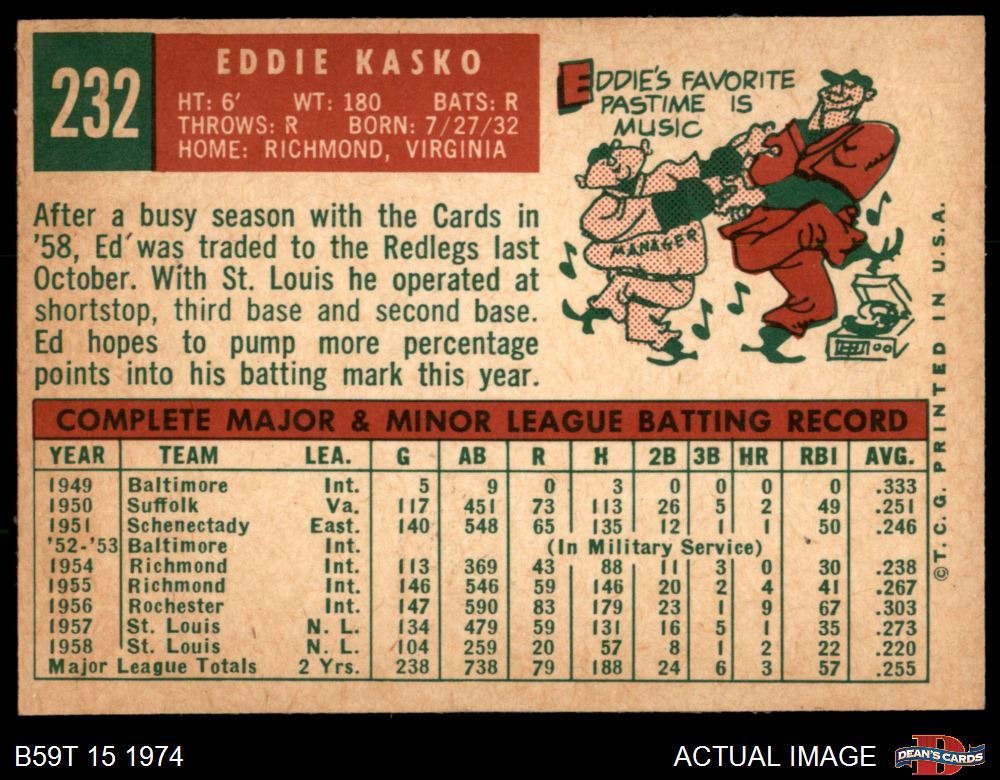 232
EDDIE KASKO
HT: 6' WT: 180 BATS: R
THROWS: R BORN: 7/27/32
HOME: RICHMOND, VIRGINIA
EDDIE'S FAVORITE
PASTIME IS
MUSIC
MANAGER
After a busy season with the Cards in
'58, Ed was traded to the Redlegs last
October. With St. Louis he operated at
shortstop, third base and second base.
Ed hopes to pump more percentage
points into his batting mark this year.
COMPLETE MAJOR & MINOR LEAGUE BATTING RECORD
YEAR TEAM LEA. G AB R H 2B 3B HR RBI AVG.
1949 Baltimore Int. 5 9 0 3 0 0 0 0 .333
1950 Suffolk Va. 117 451 73 113 26 5 2 49 .251
1951 Schenectady East. 140 548 65 135 12 1 1 50 .246
'52-'53 Baltimore Int. (In Military Service)
1954 Richmond Int. 113 369 43 88 11 3 0 30 .238
1955 Richmond Int. 146 546 59 146 20 2 4 41 .267
1956 Rochester Int. 147 590 83 179 23 1 9 67 .303
1957 St. Louis N. L. 134 479 59 131 16 5 1 35 .273
1958 St. Louis N. L. 104 259 20 57 8 1 2 22 .220
Major League Totals 2 Yrs. 238 738 79 188 24 6 3 57 .255
© T. C. G. PRINTED IN U.S.A.
B59T 15 1974
ACTUAL IMAGE
DEAN'S CARDS